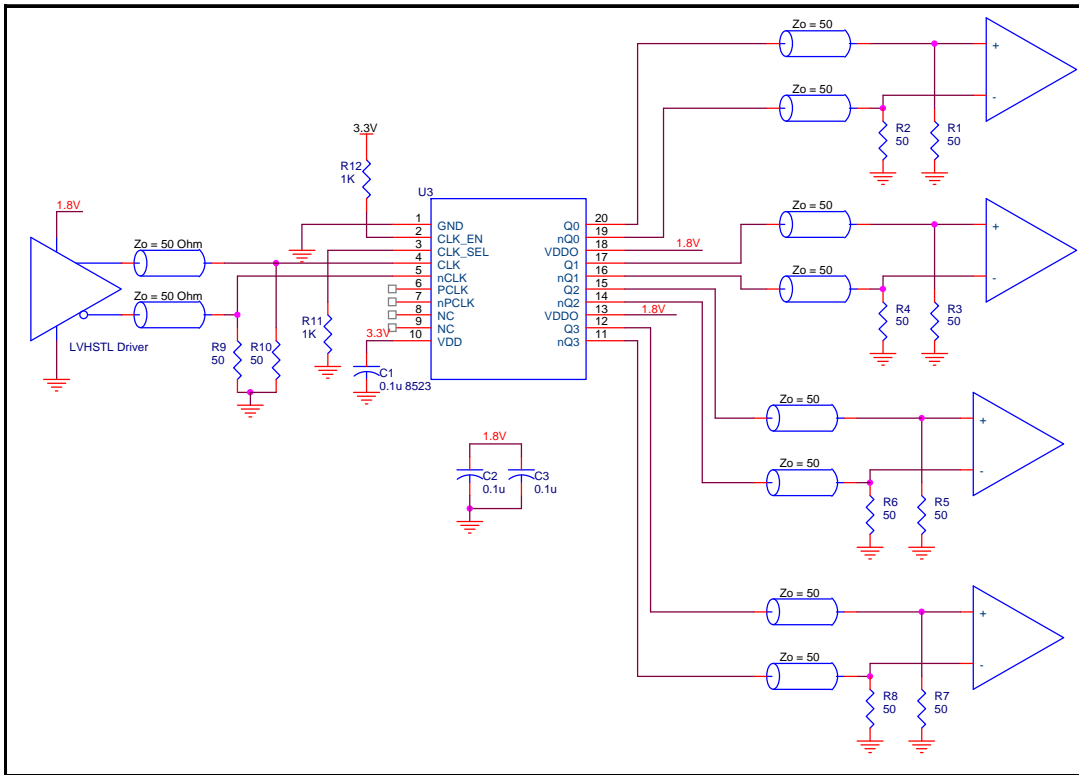 Zo = 50
+
Zo = 50
-
R2
50
R1
50
3.3V
R12
1K
U3
1.8V
Zo = 50 Ohm
Zo = 50 Ohm
LVHSTL Driver
R9
50
R10
50
R11
1K
3.3V
C1
0.1u
8523
1 GND
2 CLK_EN
3 CLK_SEL
4 CLK
5 nCLK
6 PCLK
7 nPCLK
8 NC
9 NC
10 VDD
Q0 20
nQ0 19
VDDO 18
Q1 17
nQ1 16
Q2 15
nQ2 14
VDDO 13
Q3 12
nQ3 11
1.8V
1.8V
Zo = 50
+
Zo = 50
-
R4
50
R3
50
1.8V
C2
0.1u
C3
0.1u
Zo = 50
+
Zo = 50
-
R6
50
R5
50
Zo = 50
+
Zo = 50
-
R8
50
R7
50